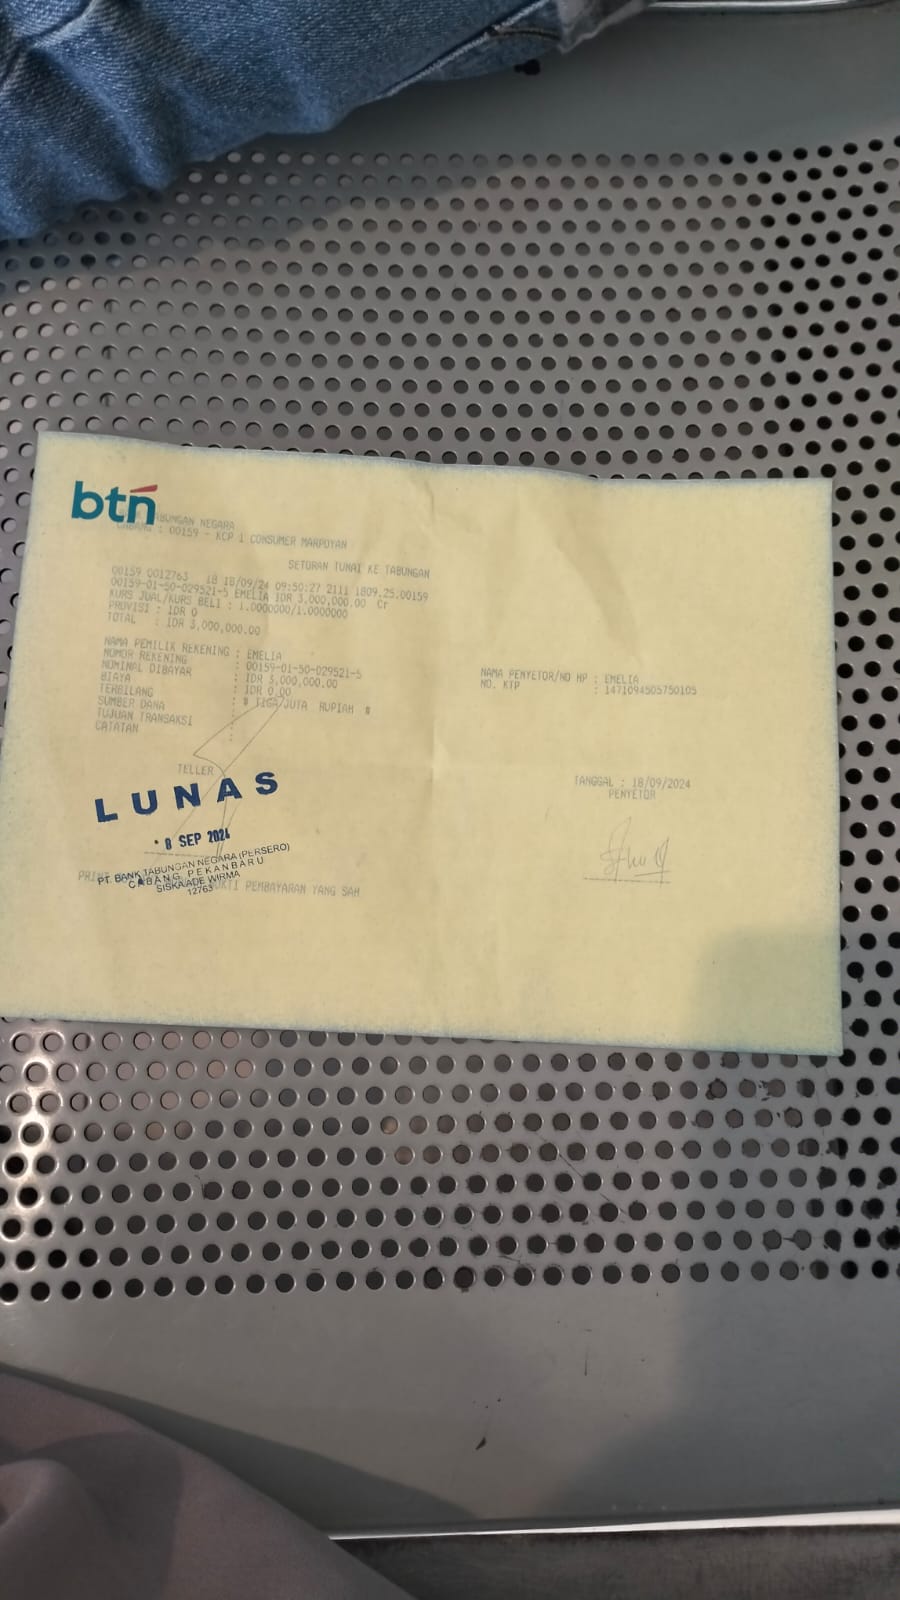 btn
TABUNGAN NEGARA
CABANG : 00159 - KCP 1 CONSUMER MARPOYAN
SETORAN TUNAI KE TABUNGAN
00159 0012763 18 18/09/24 09:50:27 2111 1809.25.00159
00159-01-50-029521-5 EMELIA IDR 3,000,000.00 Cr
KURS JUAL/KURS BELI : 1.0000000/1.0000000
PROVISI : IDR 0
TOTAL : IDR 3,000,000.00
NAMA PEMILIK REKENING : EMELIA
NOMOR REKENING : 00159-01-50-029521-5
NOMINAL DIBAYAR : IDR 3,000,000.00
BIAYA : IDR 0.00
TERBILANG : # TIGA JUTA RUPIAH #
SUMBER DANA :
TUJUAN TRANSAKSI :
CATATAN :
NAMA PENYETOR/NO HP : EMELIA
NO. KTP : 1471094505750105
TELLER
LUNAS
8 SEP 2024
PT. BANK TABUNGAN NEGARA (PERSERO)
CABANG PEKANBARU
SISKA ADE WIRMA
12763
BUKTI PEMBAYARAN YANG SAH
TANGGAL : 18/09/2024
PENYETOR